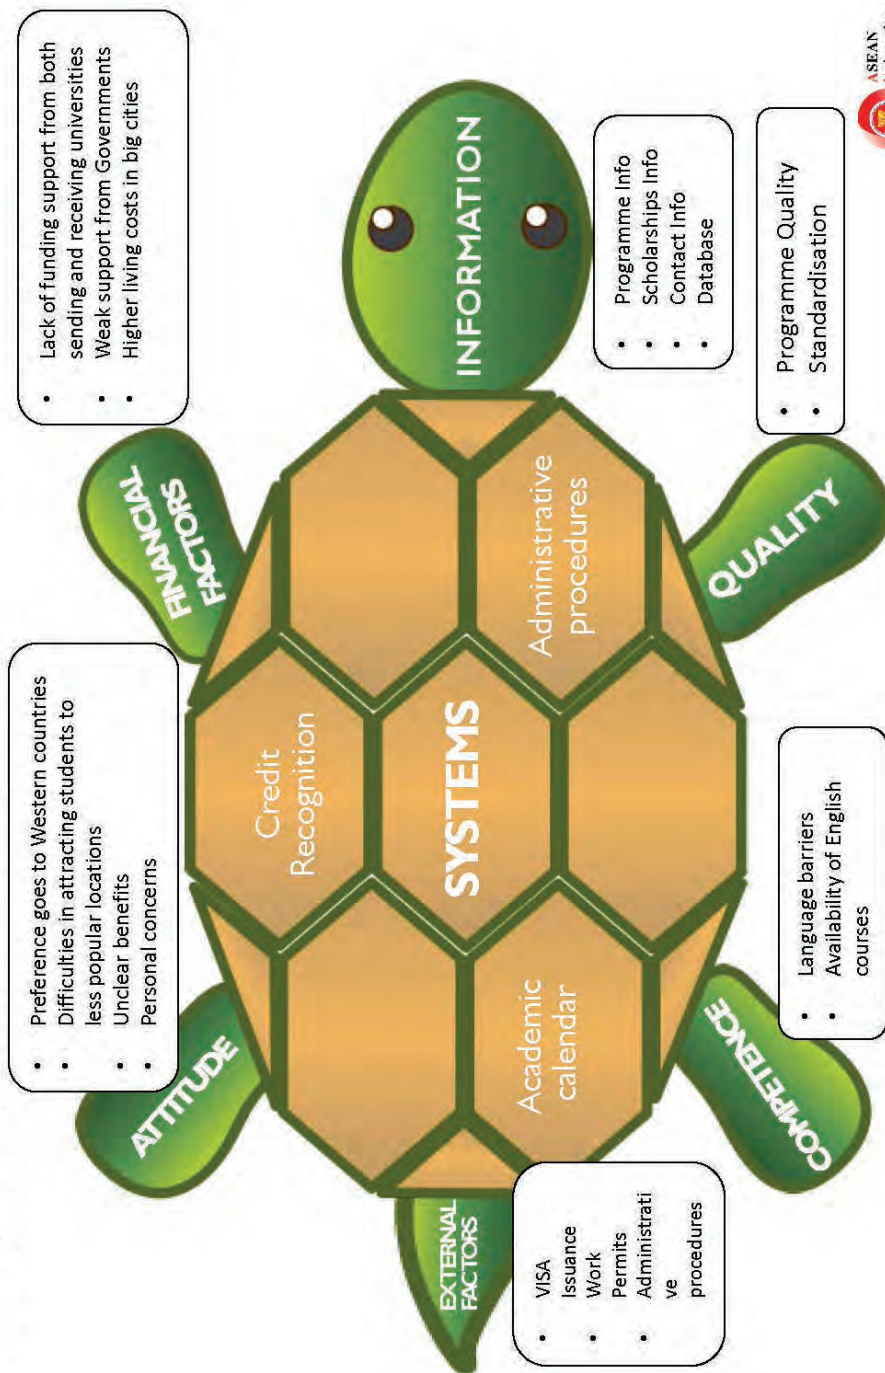 • Preference goes to Western countries
• Difficulties in attracting students to
less popular locations
• Unclear benefits
• Personal concerns
• Lack of funding support from both
sending and receiving universities
• Weak support from Governments
• Higher living costs in big cities
ATTITUDE
FINANCIAL
FACTORS
Credit
Recognition
EXTERNAL
FACTORS
SYSTEMS
INFORMATION
Academic
calendar
Administrative
procedures
• VISA
Issuance
• Work
Permits
• Administrati
ve
procedures
COMPETENCE
• Language barriers
• Availability of English
courses
QUALITY
• Programme Info
• Scholarships Info
• Contact Info
• Database
• Programme Quality
• Standardisation
ASEAN